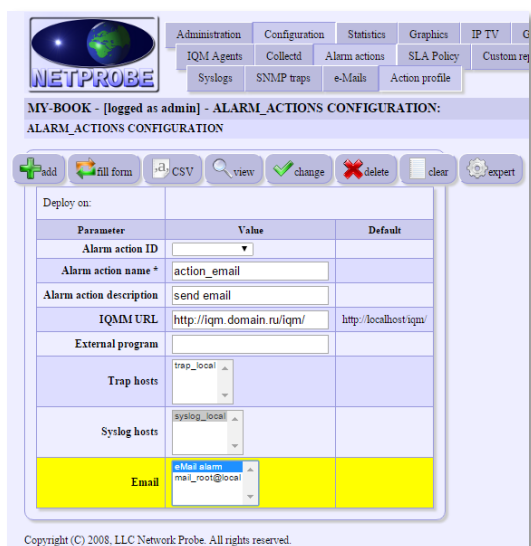 NETPROBE
Administration Configuration Statistics Graphics IP TV G
IQM Agents Collectd Alarm actions SLA Policy Custom rep
Syslogs SNMP traps e-Mails Action profile
MY-BOOK - [logged as admin] - ALARM_ACTIONS CONFIGURATION:
ALARM_ACTIONS CONFIGURATION
add fill form ,a, CSV view change delete clear expert
Deploy on:
Parameter Value Default
Alarm action ID
Alarm action name * action_email
Alarm action description send email
IQMM URL http://iqm.domain.ru/iqm/ http://localhost/iqm/
External program
Trap hosts trap_local
Syslog hosts syslog_local
Email eMail alarm
mail_root@local
Copyright (C) 2008, LLC Network Probe. All rights reserved.